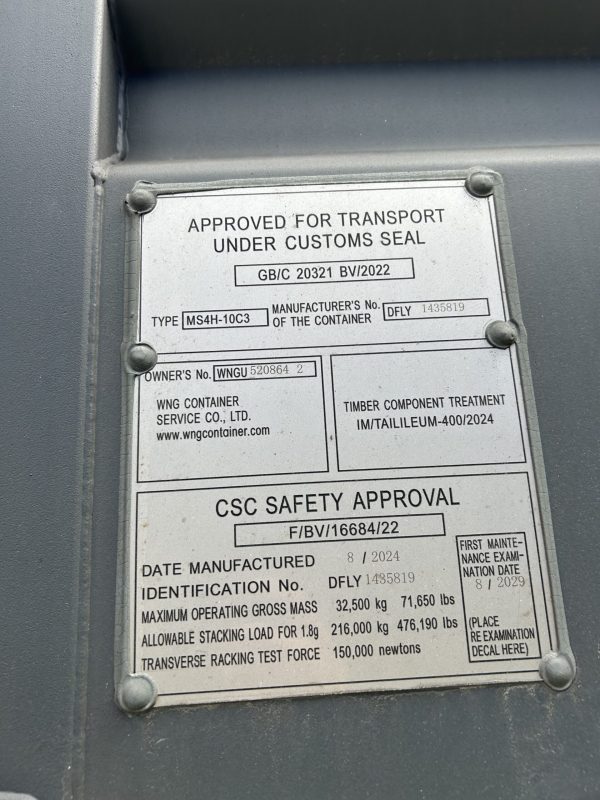 APPROVED FOR TRANSPORT
UNDER CUSTOMS SEAL
GB/C 20321 BV/2022
TYPE MS4H-10C3 MANUFACTURER'S No. OF THE CONTAINER DFLY 1435819
OWNER'S No. WNGU 520864 2
WNG CONTAINER
SERVICE CO., LTD.
www.wngcontainer.com
TIMBER COMPONENT TREATMENT
IM/TAILILEUM-400/2024
CSC SAFETY APPROVAL
F/BV/16684/22
DATE MANUFACTURED 8 / 2024
IDENTIFICATION No. DFLY 1435819
MAXIMUM OPERATING GROSS MASS 32,500 kg 71,650 lbs
ALLOWABLE STACKING LOAD FOR 1.8g 216,000 kg 476,190 lbs
TRANSVERSE RACKING TEST FORCE 150,000 newtons
FIRST MAINTE-
NANCE EXAMI-
NATION DATE
8 / 2029
(PLACE
RE EXAMINATION
DECAL HERE)